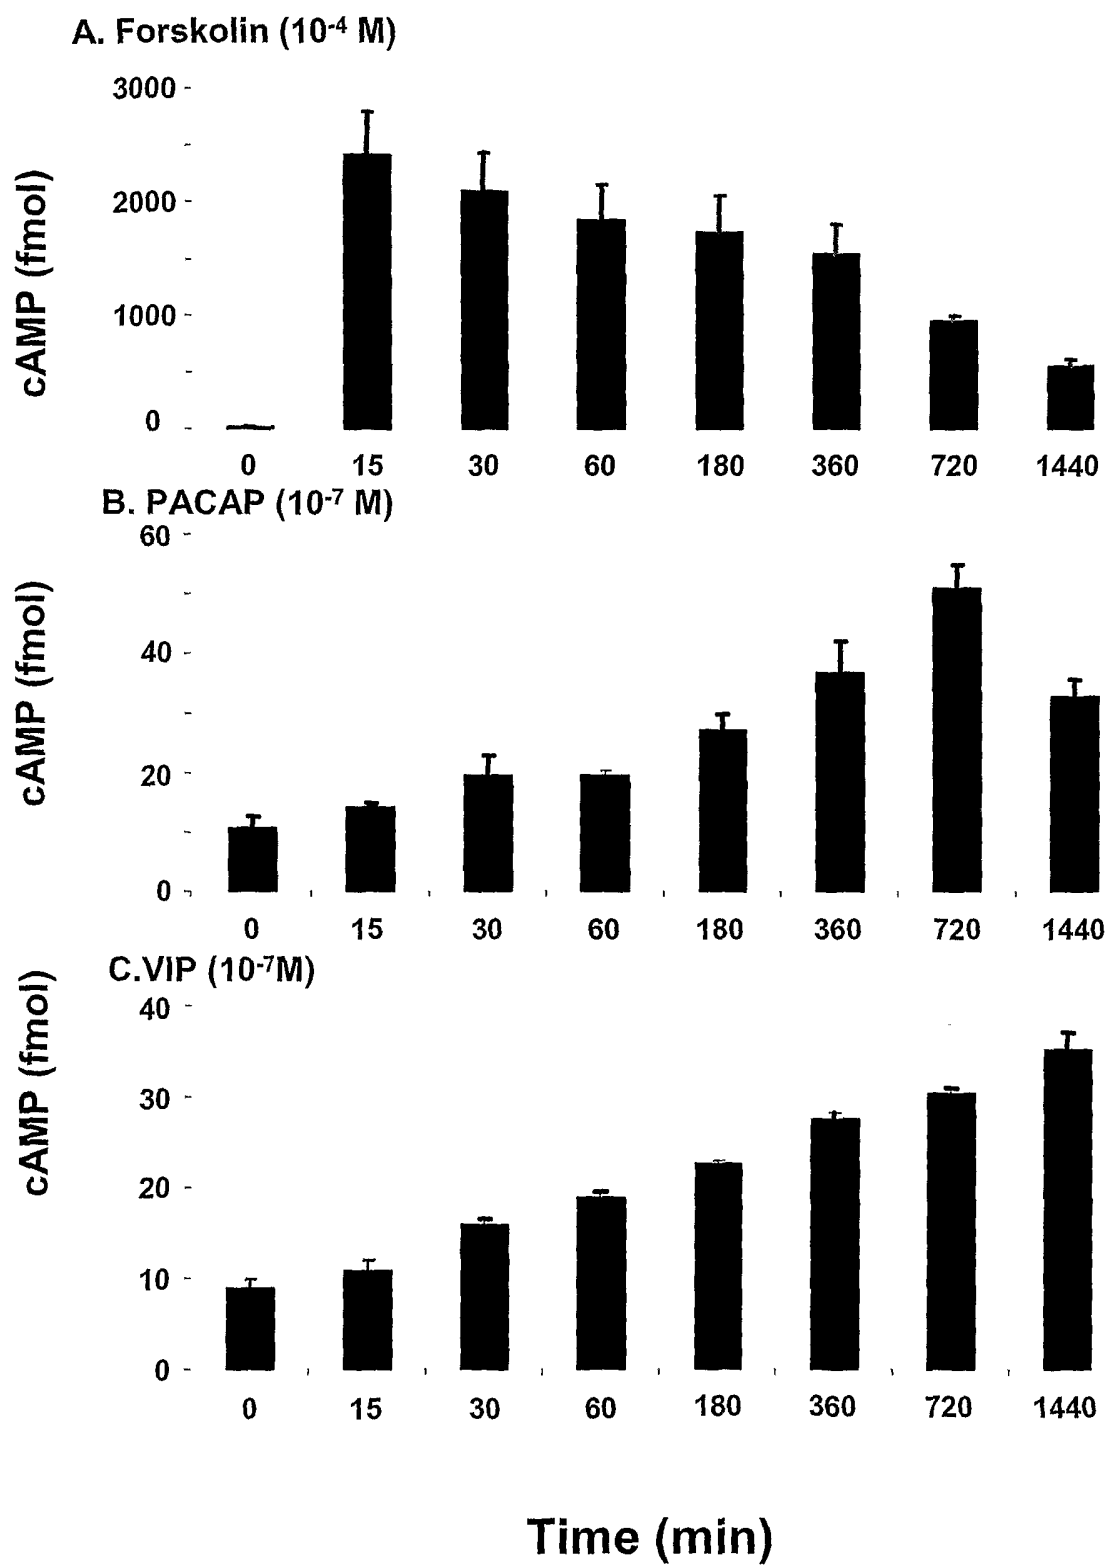 A. Forskolin (10-4 M)
cAMP (fmol)
3000
2000
1000
0
0 15 30 60 180 360 720 1440
B. PACAP (10-7 M)
cAMP (fmol)
60
40
20
0
0 15 30 60 180 360 720 1440
C.VIP (10-7M)
cAMP (fmol)
40
30
20
10
0
0 15 30 60 180 360 720 1440
Time (min)